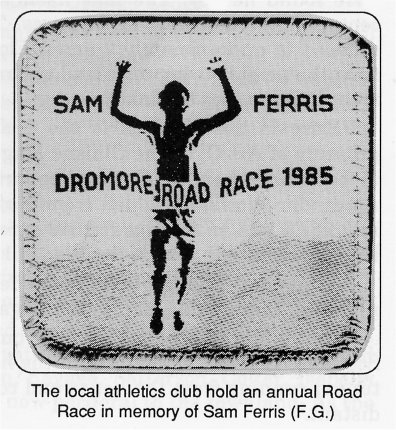 SAM FERRIS
DROMORE ROAD RACE 1985
The local athletics club hold an annual Road
Race in memory of Sam Ferris (F.G.)